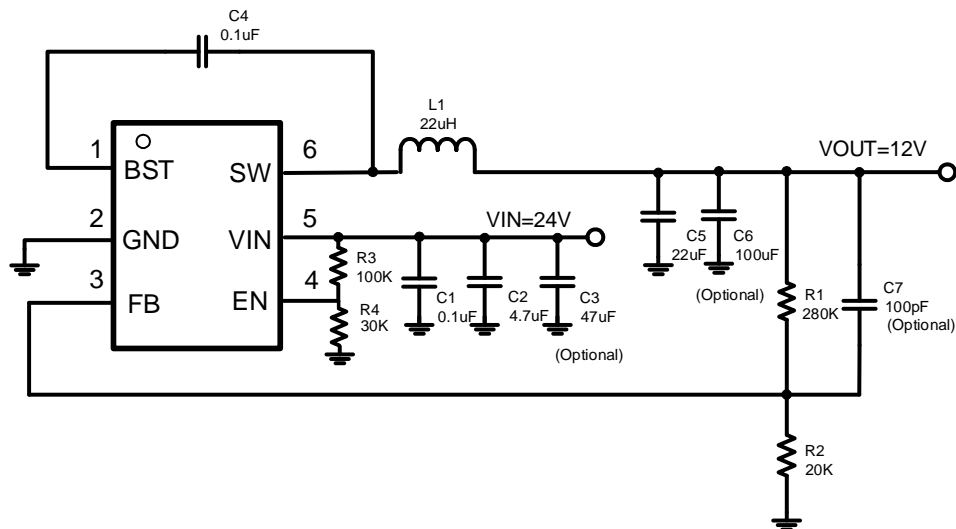 C4
0.1uF
L1
22uH
1
BST
SW
6
VOUT=12V
2
GND
VIN
5
VIN=24V
3
FB
EN
4
R3
100K
R4
30K
C1
0.1uF
C2
4.7uF
C3
47uF
(Optional)
C5
22uF
C6
100uF
(Optional)
R1
280K
C7
100pF
(Optional)
R2
20K